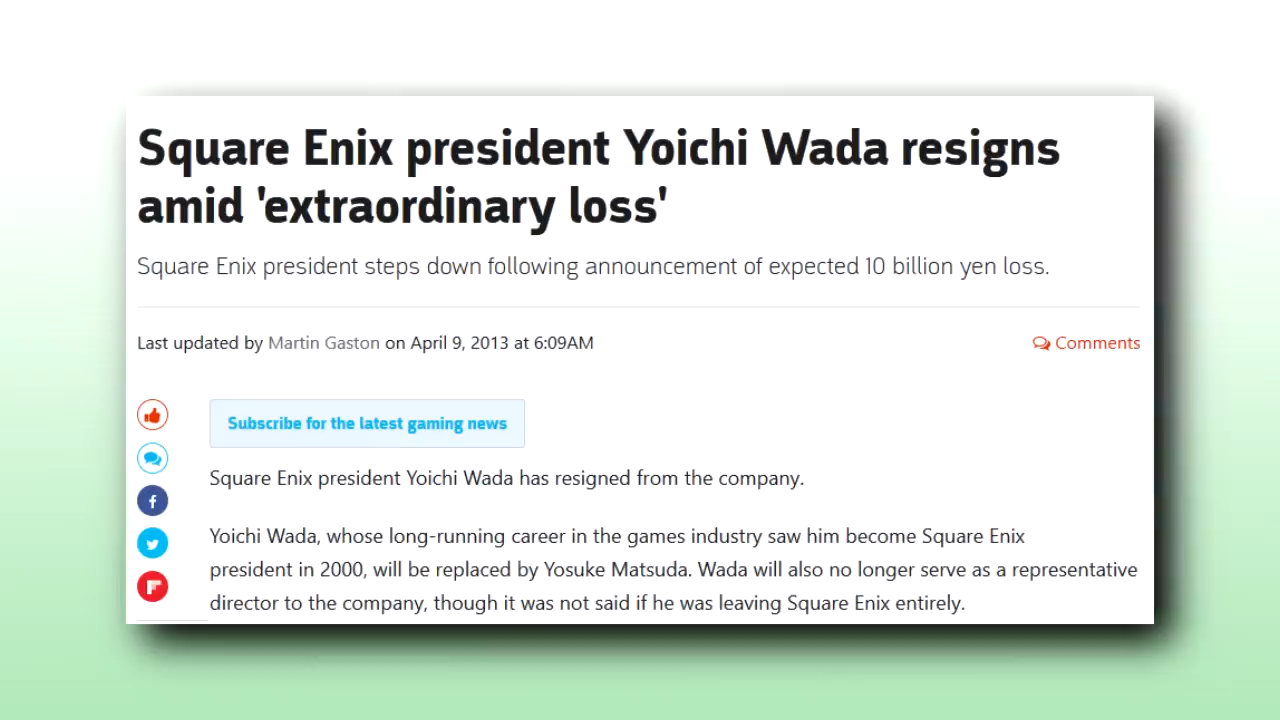 Square Enix president Yoichi Wada resigns
amid 'extraordinary loss'
Square Enix president steps down following announcement of expected 10 billion yen loss.
Last updated by Martin Gaston on April 9, 2013 at 6:09AM
Comments
Subscribe for the latest gaming news
Square Enix president Yoichi Wada has resigned from the company.
Yoichi Wada, whose long-running career in the games industry saw him become Square Enix
president in 2000, will be replaced by Yosuke Matsuda. Wada will also no longer serve as a representative
director to the company, though it was not said if he was leaving Square Enix entirely.